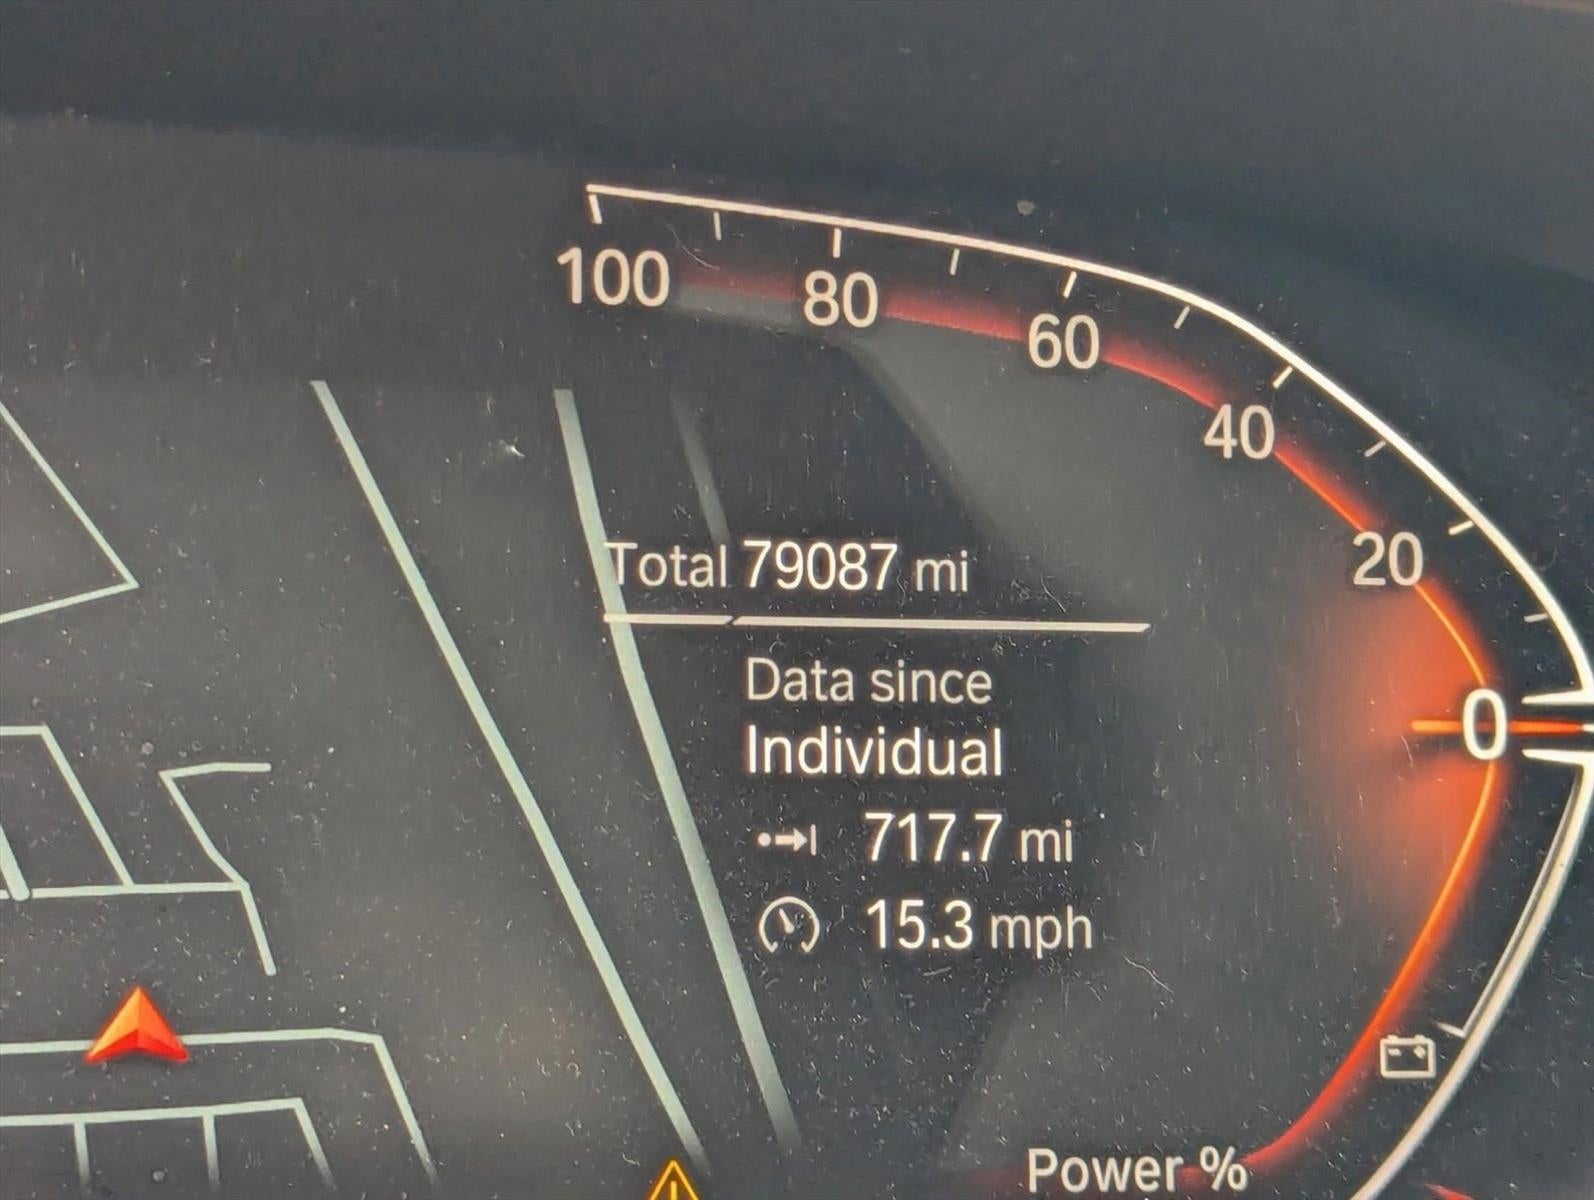 100
80
60
40
20
0
Total 79087 mi
Data since
Individual
717.7 mi
15.3 mph
Power %